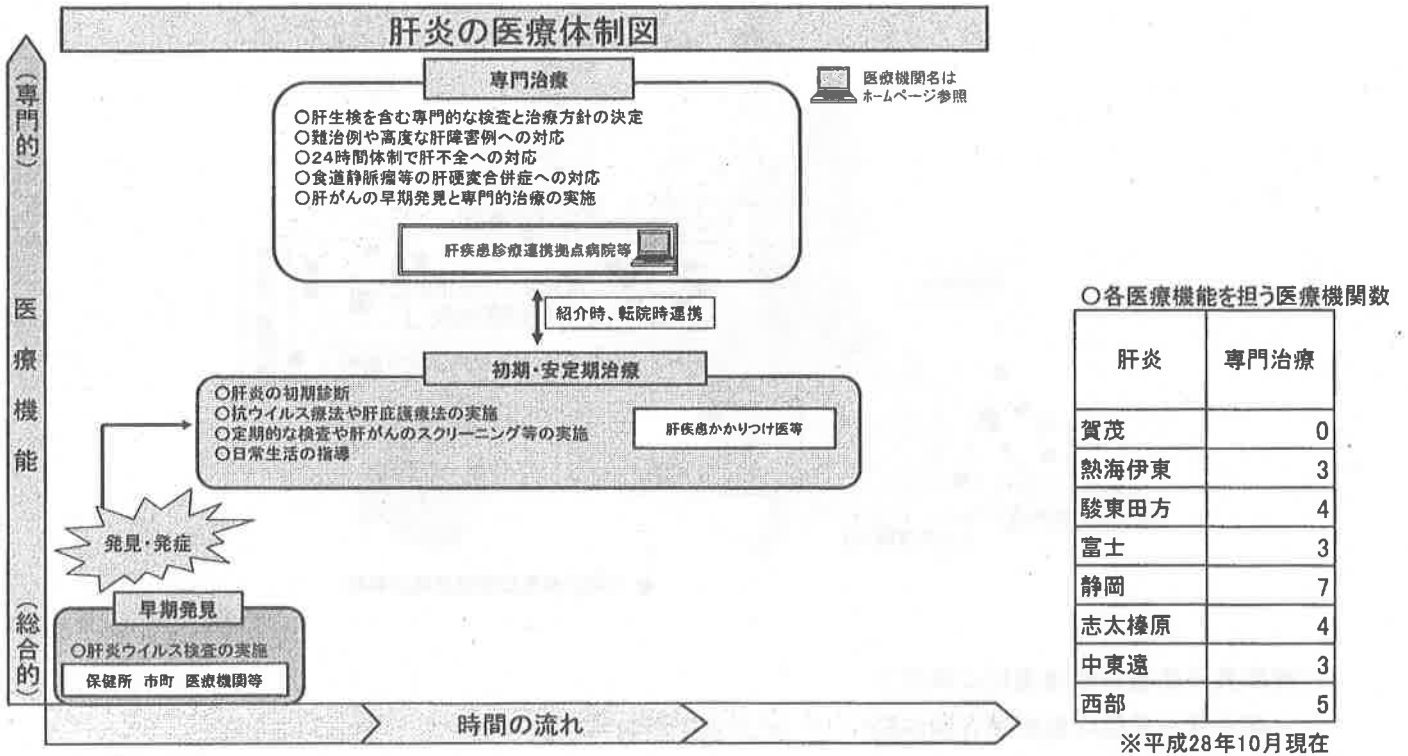 肝炎の医療体制図
(専門的)
医療機能
(総合的)
専門治療
医療機関名は
ホームページ参照
○肝生検を含む専門的な検査と治療方針の決定
○難治例や高度な肝障害例への対応
○24時間体制で肝不全への対応
○食道静脈瘤等の肝硬変合併症への対応
○肝がんの早期発見と専門的治療の実施
肝疾患診療連携拠点病院等
紹介時、転院時連携
初期・安定期治療
○肝炎の初期診断
○抗ウイルス療法や肝庇護療法の実施
○定期的な検査や肝がんのスクリーニング等の実施
○日常生活の指導
肝疾患かかりつけ医等
発見・発症
早期発見
○肝炎ウイルス検査の実施
保健所 市町 医療機関等
時間の流れ
○各医療機能を担う医療機関数
肝炎 専門治療
賀茂 0
熱海伊東 3
駿東田方 4
富士 3
静岡 7
志太榛原 4
中東遠 3
西部 5
※平成28年10月現在